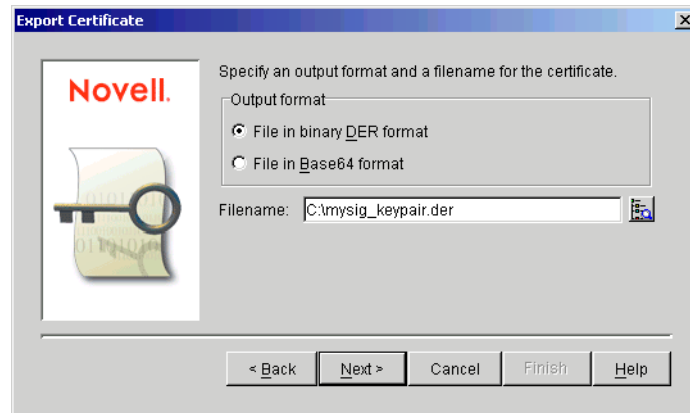 Export Certificate
Novell.
Specify an output format and a filename for the certificate.
Output format
File in binary DER format
File in Base64 format
Filename: C:\mysig_keypair.der
< Back Next > Cancel Finish Help